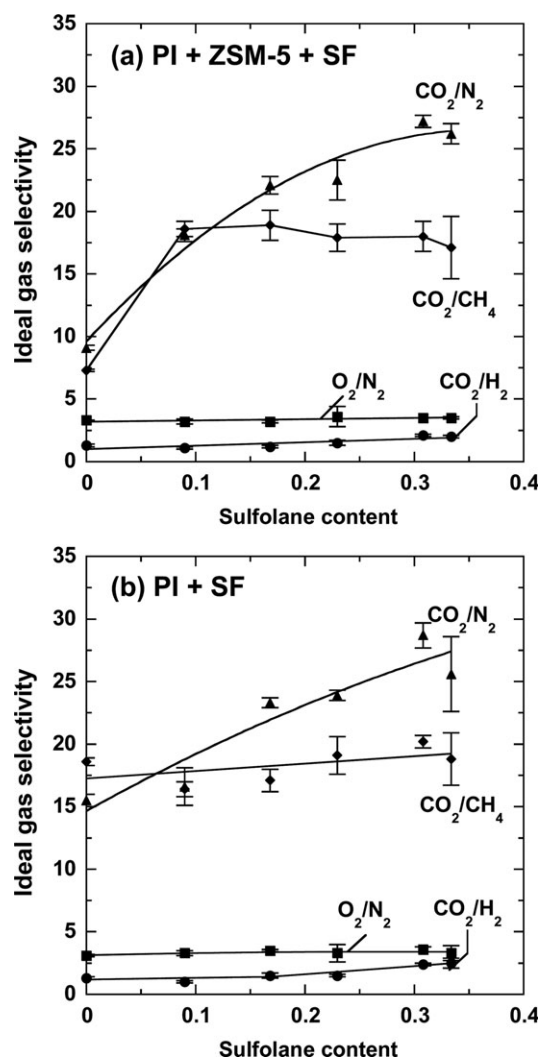 (a) PI + ZSM-5 + SF
Ideal gas selectivity
35
30
25
20
15
10
5
0
CO₂/N₂
CO₂/CH₄
O₂/N₂
CO₂/H₂
0
0.1
0.2
0.3
0.4
Sulfolane content
(b) PI + SF
Ideal gas selectivity
35
30
25
20
15
10
5
0
CO₂/N₂
CO₂/CH₄
O₂/N₂
CO₂/H₂
0
0.1
0.2
0.3
0.4
Sulfolane content